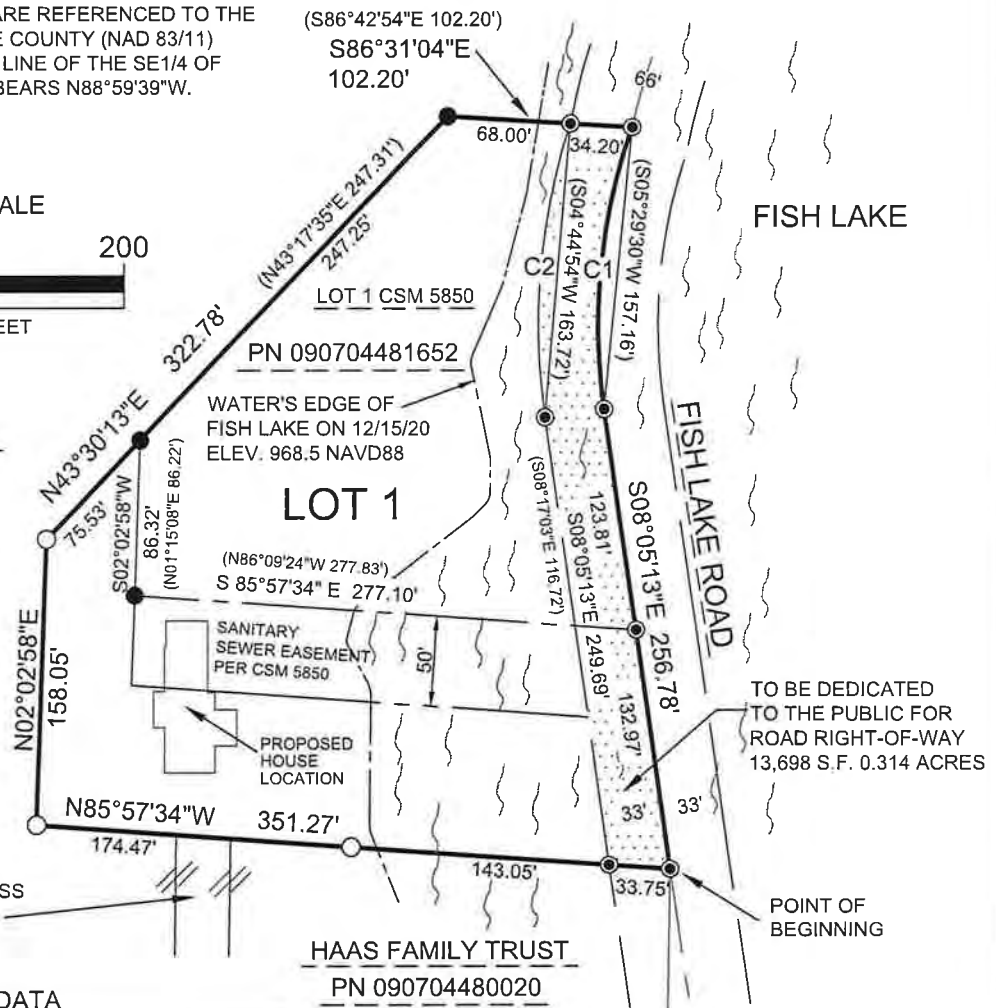 ARE REFERENCED TO THE
E COUNTY (NAD 83/11)
LINE OF THE SE1/4 OF
BEARS N88°59'39"W.
(S86°42'54"E 102.20')
S86°31'04"E
102.20'
66'
68.00'
34.20'
ALE
200
EET
FISH LAKE
(N43°17'35"E 247.31')
247.25'
(S04°44'54"W 163.72')
(S05°29'30"W 157.16')
C2
C1
LOT 1 CSM 5850
322.78'
PN 090704481652
WATER'S EDGE OF
FISH LAKE ON 12/15/20
ELEV. 968.5 NAVD88
N43°30'13"E
75.53'
S02°02'58"W
86.32'
(N01°15'08"E 86.22')
LOT 1
FISH LAKE ROAD
(S08°17'03"E 116.72')
S08°05'13"E 249.69'
123.81'
S08°05'13"E 256.78'
(N86°09'24"W 277.83')
S 85°57'34" E 277.10'
SANITARY
SEWER EASEMENT
PER CSM 5850
50'
N02°02'58"E
158.05'
132.97'
TO BE DEDICATED
TO THE PUBLIC FOR
ROAD RIGHT-OF-WAY
13,698 S.F. 0.314 ACRES
PROPOSED
HOUSE
LOCATION
33'
33'
N85°57'34"W 351.27'
174.47'
143.05'
33.75'
SS
POINT OF
BEGINNING
HAAS FAMILY TRUST
PN 090704480020
DATA